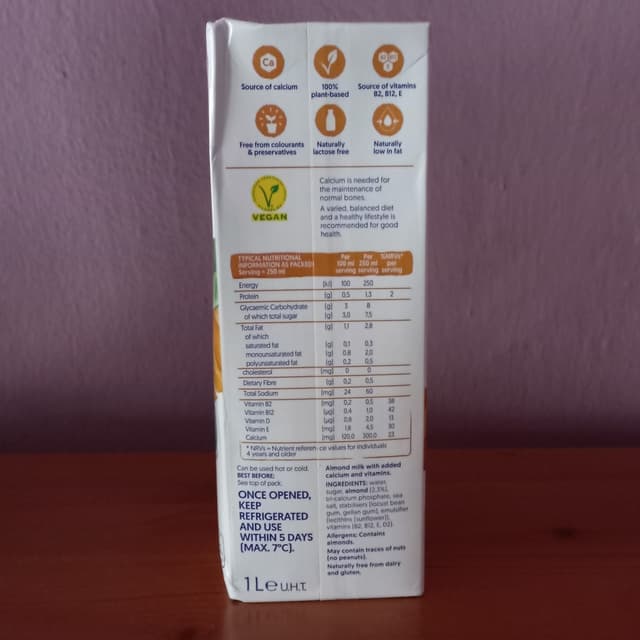 Ca
Source of calcium
100%
plant-based
Source of vitamins
B2, B12, E
Free from colourants
& preservatives
Naturally
lactose free
Naturally
low in fat
VEGAN
Calcium is needed for
the maintenance of
normal bones.
A varied, balanced diet
and a healthy lifestyle is
recommended for good
health.
TYPICAL NUTRITIONAL INFORMATION AS PACKED
Serving = 250 ml
Per 100 ml serving Per 250 ml serving %NRVs* per serving
Energy (kJ) 100 250
Protein (g) 0,5 1,3 2
Glycaemic Carbohydrate (g) 3 8
of which total sugar (g) 3,0 7,5
Total Fat (g) 1,1 2,8
of which
saturated fat (g) 0,1 0,3
monounsaturated fat (g) 0,8 2,0
polyunsaturated fat (g) 0,2 0,5
cholesterol (mg) 0 0
Dietary Fibre (g) 0,2 0,5
Total Sodium (mg) 24 60
Vitamin B2 (mg) 0,2 0,5 38
Vitamin B12 (µg) 0,4 1,0 42
Vitamin D (µg) 0,8 2,0 13
Vitamin E (mg) 1,8 4,5 30
Calcium (mg) 120,0 300,0 23
* NRVs = Nutrient reference values for individuals
4 years and older
Can be used hot or cold.
BEST BEFORE:
See top of pack.
ONCE OPENED,
KEEP
REFRIGERATED
AND USE
WITHIN 5 DAYS
(MAX. 7°C).
1 L e U.H.T.
Almond milk with added
calcium and vitamins.
INGREDIENTS: water,
sugar, almond (2.3%),
tri-calcium phosphate, sea
salt, stabilisers (locust bean
gum, gellan gum), emulsifier
(lecithins (sunflower)),
vitamins (B2, B12, E, D2).
Allergens: Contains
almonds.
May contain traces of nuts
(no peanuts).
Naturally free from dairy
and gluten.